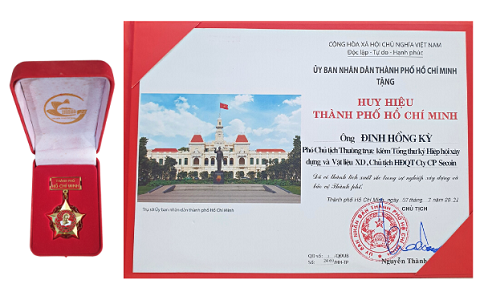 THÀNH PHỐ
HỒ CHÍ MINH
CỘNG HÒA XÃ HỘI CHỦ NGHĨA VIỆT NAM
Độc lập - Tự do - Hạnh phúc
ỦY BAN NHÂN DÂN THÀNH PHỐ HỒ CHÍ MINH
TẶNG
HUY HIỆU
THÀNH PHỐ HỒ CHÍ MINH
Ông ĐINH HỒNG KỲ
Phó Chủ tịch Thường trực kiêm Tổng thư ký Hiệp hội xây
dựng và Vật liệu XD, Chủ tịch HĐQT Cty CP Secoin
Đã có thành tích xuất sắc trong sự nghiệp xây dựng và
bảo vệ Thành phố.
Thành phố Hồ Chí Minh, ngày
CHỦ TỊCH
Trụ sở Ủy ban nhân dân thành phố Hồ Chí Minh
Nguyễn Thành